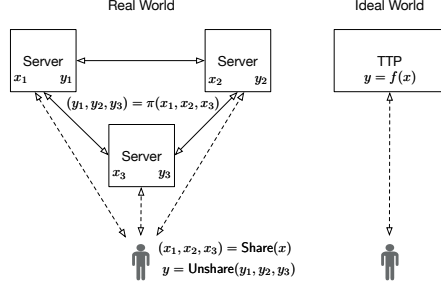 Real World
Ideal World
Server
x₁ y₁
Server
x₂ y₂
TTP
y = f(x)
(y₁, y₂, y₃) = π(x₁, x₂, x₃)
Server
x₃ y₃
(x₁, x₂, x₃) = Share(x)
y = Unshare(y₁, y₂, y₃)